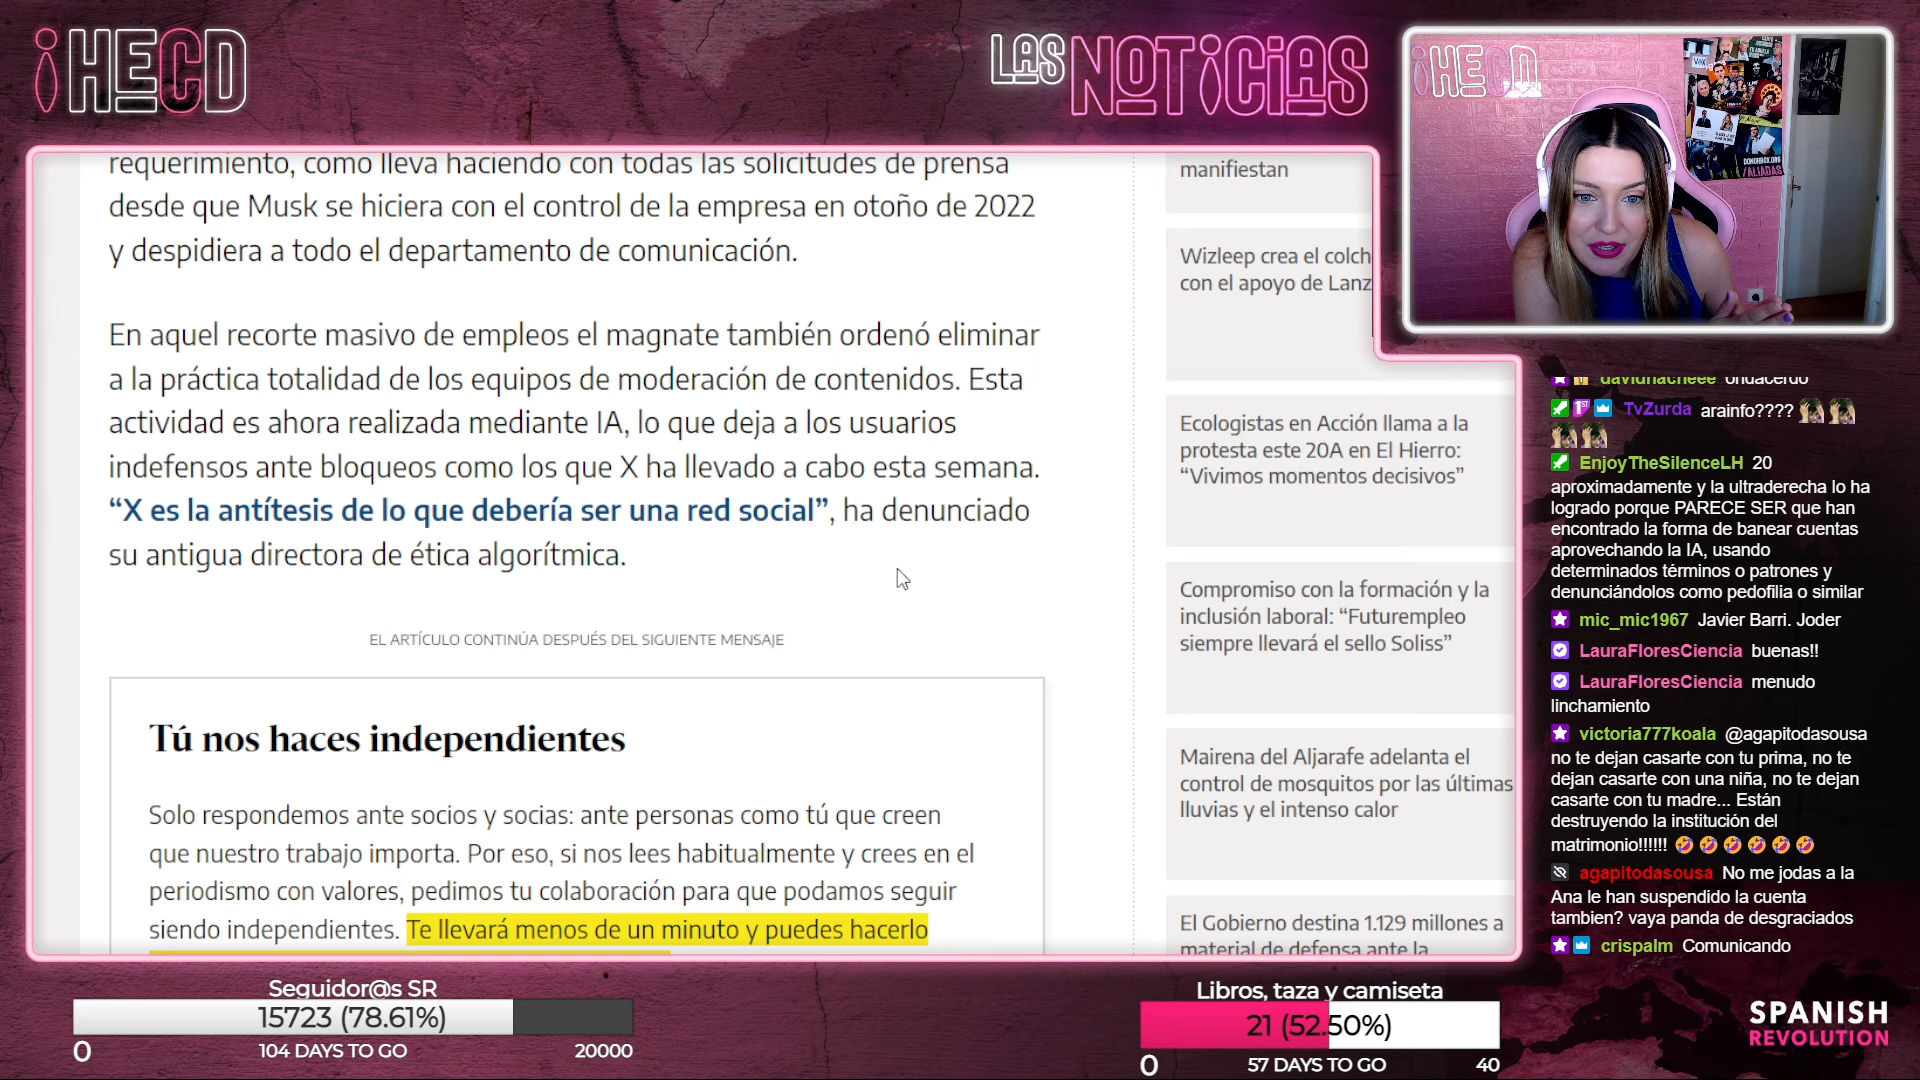 iHECD
LAS NOTiCiAS
iHECD
requerimiento, como lleva haciendo con todas las solicitudes de prensa
desde que Musk se hiciera con el control de la empresa en otoño de 2022
y despidiera a todo el departamento de comunicación.
En aquel recorte masivo de empleos el magnate también ordenó eliminar
a la práctica totalidad de los equipos de moderación de contenidos. Esta
actividad es ahora realizada mediante IA, lo que deja a los usuarios
indefensos ante bloqueos como los que X ha llevado a cabo esta semana.
“X es la antítesis de lo que debería ser una red social”, ha denunciado
su antigua directora de ética algorítmica.
EL ARTÍCULO CONTINÚA DESPUÉS DEL SIGUIENTE MENSAJE
Tú nos haces independientes
Solo respondemos ante socios y socias: ante personas como tú que creen
que nuestro trabajo importa. Por eso, si nos lees habitualmente y crees en el
periodismo con valores, pedimos tu colaboración para que podamos seguir
siendo independientes. Te llevará menos de un minuto y puedes hacerlo
manifiestan
Wizleep crea el colch
con el apoyo de Lanz
Ecologistas en Acción llama a la
protesta este 20A en El Hierro:
“Vivimos momentos decisivos”
Compromiso con la formación y la
inclusión laboral: “Futurempleo
siempre llevará el sello Soliss”
Mairena del Aljarafe adelanta el
control de mosquitos por las últimas
lluvias y el intenso calor
El Gobierno destina 1.129 millones a
material de defensa ante la
DONORBOX.ORG
/ALIADAS
davidnacheee ondacerdo
1ST TvZurda arainfo????
EnjoyTheSilenceLH 20
aproximadamente y la ultraderecha lo ha
logrado porque PARECE SER que han
encontrado la forma de banear cuentas
aprovechando la IA, usando
determinados términos o patrones y
denunciándolos como pedofilia o similar
mic_mic1967 Javier Barri. Joder
LauraFloresCiencia buenas!!
LauraFloresCiencia menudo
linchamiento
victoria777koala @agapitodasousa
no te dejan casarte con tu prima, no te
dejan casarte con una niña, no te dejan
casarte con tu madre... Están
destruyendo la institución del
matrimonio!!!!!! 🤣🤣🤣🤣🤣🤣
agapitodasousa No me jodas a la
Ana le han suspendido la cuenta
tambien? vaya panda de desgraciados
crispalm Comunicando
Seguidor@s SR
15723 (78.61%)
0 104 DAYS TO GO 20000
Libros, taza y camiseta
21 (52.50%)
0 57 DAYS TO GO 40
SPANISH
REVOLUTION